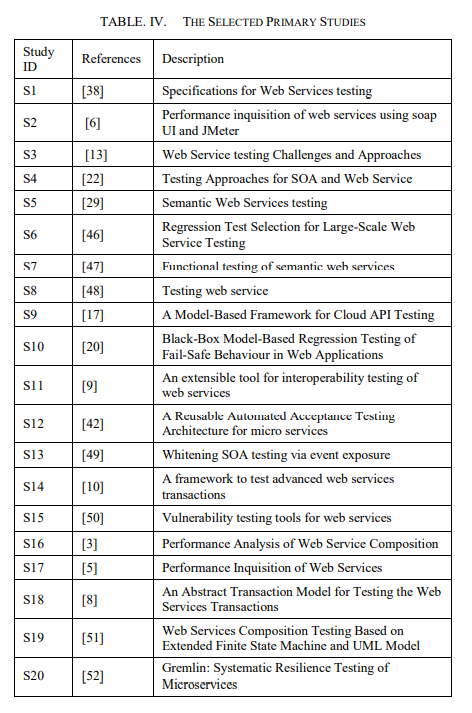 TABLE. IV. THE SELECTED PRIMARY STUDIES
Study
ID
References
Description
S1 [38] Specifications for Web Services testing
S2 [6] Performance inquisition of web services using soap
UI and JMeter
S3 [13] Web Service testing Challenges and Approaches
S4 [22] Testing Approaches for SOA and Web Service
S5 [29] Semantic Web Services testing
S6 [46] Regression Test Selection for Large-Scale Web
Service Testing
S7 [47] Functional testing of semantic web services
S8 [48] Testing web service
S9 [17] A Model-Based Framework for Cloud API Testing
S10 [20] Black-Box Model-Based Regression Testing of
Fail-Safe Behaviour in Web Applications
S11 [9] An extensible tool for interoperability testing of
web services
S12 [42] A Reusable Automated Acceptance Testing
Architecture for micro services
S13 [49] Whitening SOA testing via event exposure
S14 [10] A framework to test advanced web services
transactions
S15 [50] Vulnerability testing tools for web services
S16 [3] Performance Analysis of Web Service Composition
S17 [5] Performance Inquisition of Web Services
S18 [8] An Abstract Transaction Model for Testing the Web
Services Transactions
S19 [51] Web Services Composition Testing Based on
Extended Finite State Machine and UML Model
S20 [52] Gremlin: Systematic Resilience Testing of
Microservices